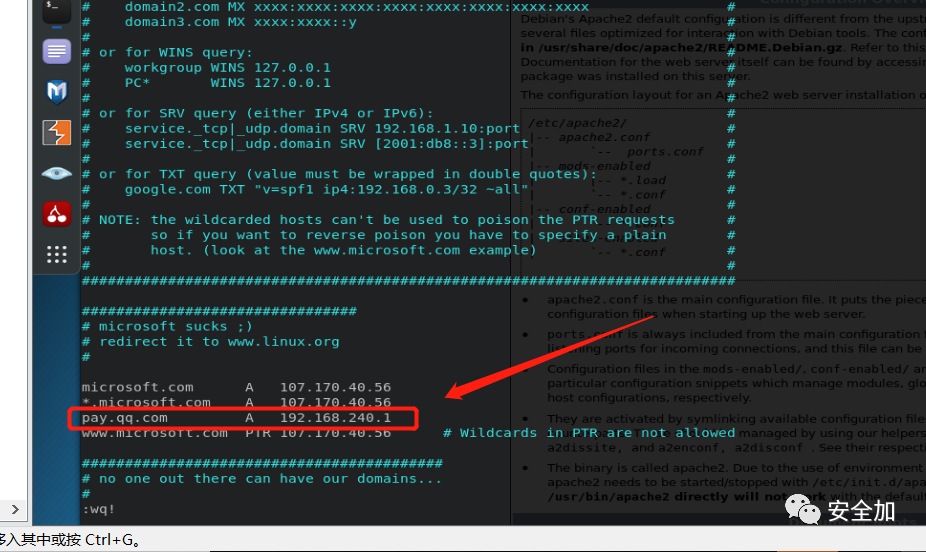 #    domain2.com MX xxxx:xxxx:xxxx:xxxx:xxxx:xxxx:xxxx:xxxx #
#    domain3.com MX xxxx:xxxx::y #
# #
# or for WINS query: #
#    workgroup WINS 127.0.0.1 #
#    PC*       WINS 127.0.0.1 #
# #
# or for SRV query (either IPv4 or IPv6): #
#    service._tcp|_udp.domain SRV 192.168.1.10:port #
#    service._tcp|_udp.domain SRV [2001:db8::3]:port #
# #
# or for TXT query (value must be wrapped in double quotes): #
#    google.com TXT "v=spf1 ip4:192.168.0.3/32 ~all" #
# #
# NOTE: the wildcarded hosts can't be used to poison the PTR requests #
#       so if you want to reverse poison you have to specify a plain #
#       host. (look at the www.microsoft.com example) #
# #
############################################################################
################################
# microsoft sucks ;)
# redirect it to www.linux.org
#
microsoft.com      A   107.170.40.56
*.microsoft.com    A   107.170.40.56
pay.qq.com         A   192.168.240.1
www.microsoft.com  PTR 107.170.40.56      # Wildcards in PTR are not allowed
##########################################
# no one out there can have our domains...
#
:wq!
Debian's Apache2 default configuration is different from the
several files optimized for interaction with Debian tools. The
in /usr/share/doc/apache2/README.Debian.gz. Refer to this
Documentation for the web server itself can be found by
package was installed on this server.
The configuration layout for an Apache2 web server installation
/etc/apache2/
|-- apache2.conf
|       `--  ports.conf
|-- mods-enabled
|       |-- *.load
|       `-- *.conf
|-- conf-enabled
`-- *.conf
apache2.conf is the main configuration file. It puts the
configuration files when starting up the web server.
ports.conf is always included from the main configuration
listening ports for incoming connections, and this file can be
Configuration files in the mods-enabled/, conf-enabled/
particular configuration snippets which manage modules,
host configurations, respectively.
They are activated by symlinking available configuration
managed by using our helpers
a2dissite, and a2enconf, a2disconf . See their
The binary is called apache2. Due to the use of environment
apache2 needs to be started/stopped with
/usr/bin/apache2 directly will not work with the
安全加
移入其中或按 Ctrl+G。